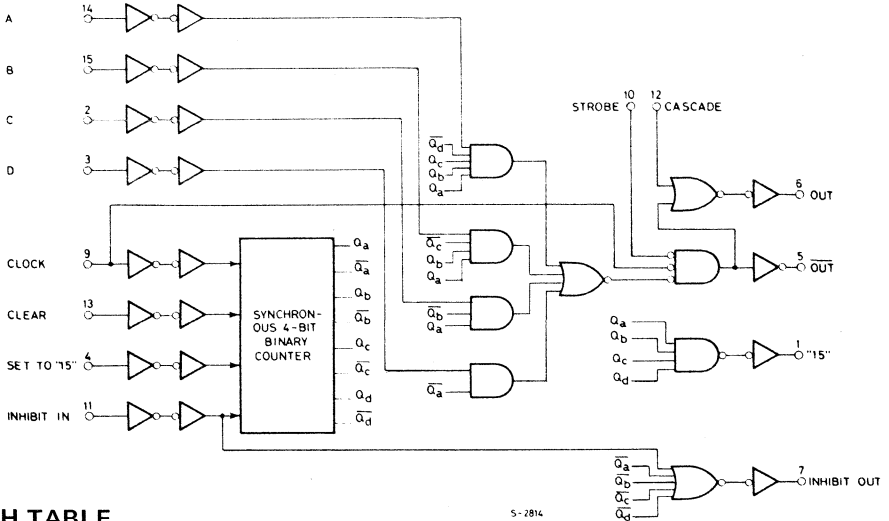 A 14
B 15
C 2
D 3
STROBE 10 12 CASCADE
Q̅d
Qc
Qb
Qa
6 OUT
Q̅c
Qb
Qa
5 O̅U̅T̅
CLOCK 9
CLEAR 13
SET TO "15" 4
INHIBIT IN 11
SYNCHRON-
OUS 4-BIT
BINARY
COUNTER
Qa
Q̅a
Qb
Q̅b
Qc
Q̅c
Qd
Q̅d
Q̅b
Qa
Q̅a
Qa
Qb
Qc
Qd
1 "15"
Q̅a
Q̅b
Q̅c
Q̅d
7 INHIBIT OUT
S-2814
H TABLE